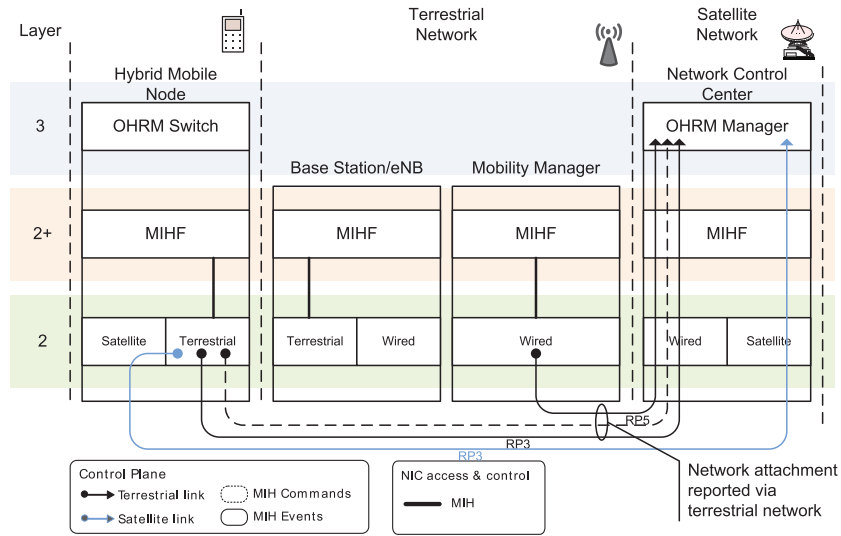 Layer
Terrestrial
Network
Satellite
Network
Hybrid Mobile
Node
Network Control
Center
3
OHRM Switch
OHRM Manager
Base Station/eNB
Mobility Manager
2+
MIHF
MIHF
MIHF
MIHF
2
Satellite
Terrestrial
Terrestrial
Wired
Wired
Wired
Satellite
RP5
RP3
RP3
Control Plane
Terrestrial link
MIH Commands
Satellite link
MIH Events
NIC access & control
MIH
Network attachment
reported via
terrestrial network